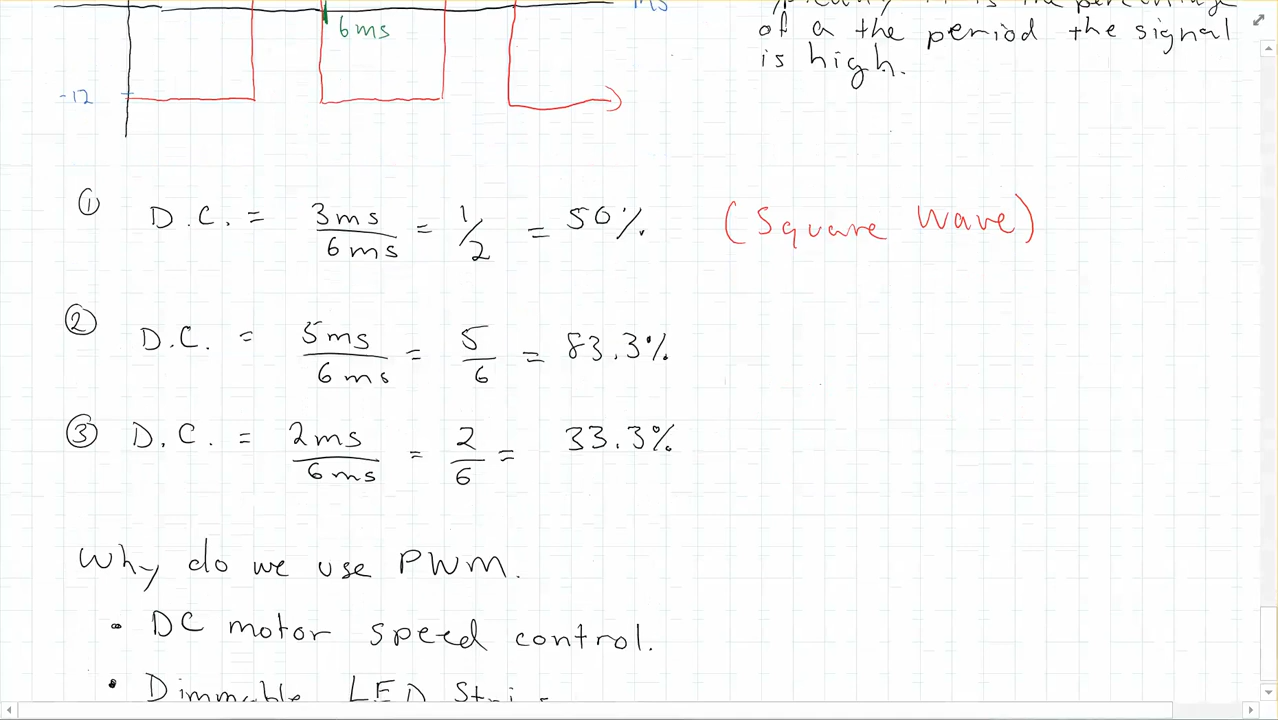 6ms
-12
of a the period the signal
is high.
① D.C. = 3ms/6ms = 1/2 = 50% (Square Wave)
② D.C. = 5ms/6ms = 5/6 = 83.3%
③ D.C. = 2ms/6ms = 2/6 = 33.3%
Why do we use PWM.
• DC motor speed control.
• Dimmable LED